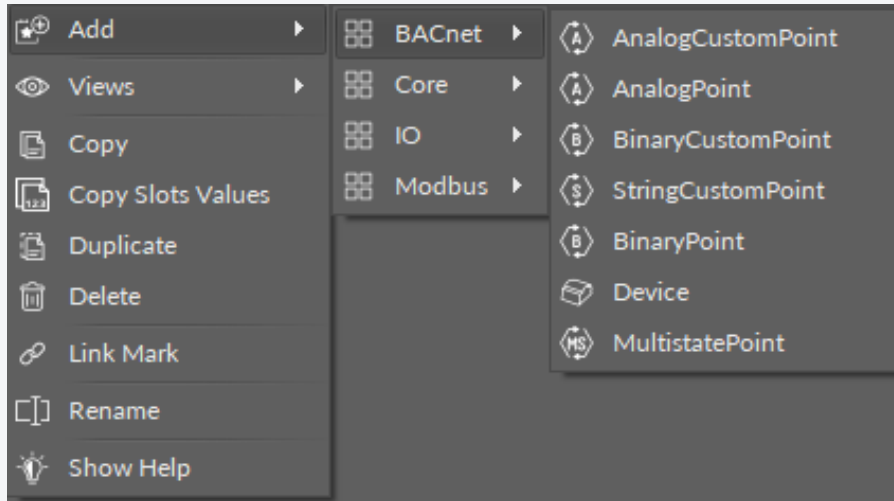 Add
Views
Copy
Copy Slots Values
Duplicate
Delete
Link Mark
Rename
Show Help
BACnet
Core
IO
Modbus
AnalogCustomPoint
AnalogPoint
BinaryCustomPoint
StringCustomPoint
BinaryPoint
Device
MultistatePoint